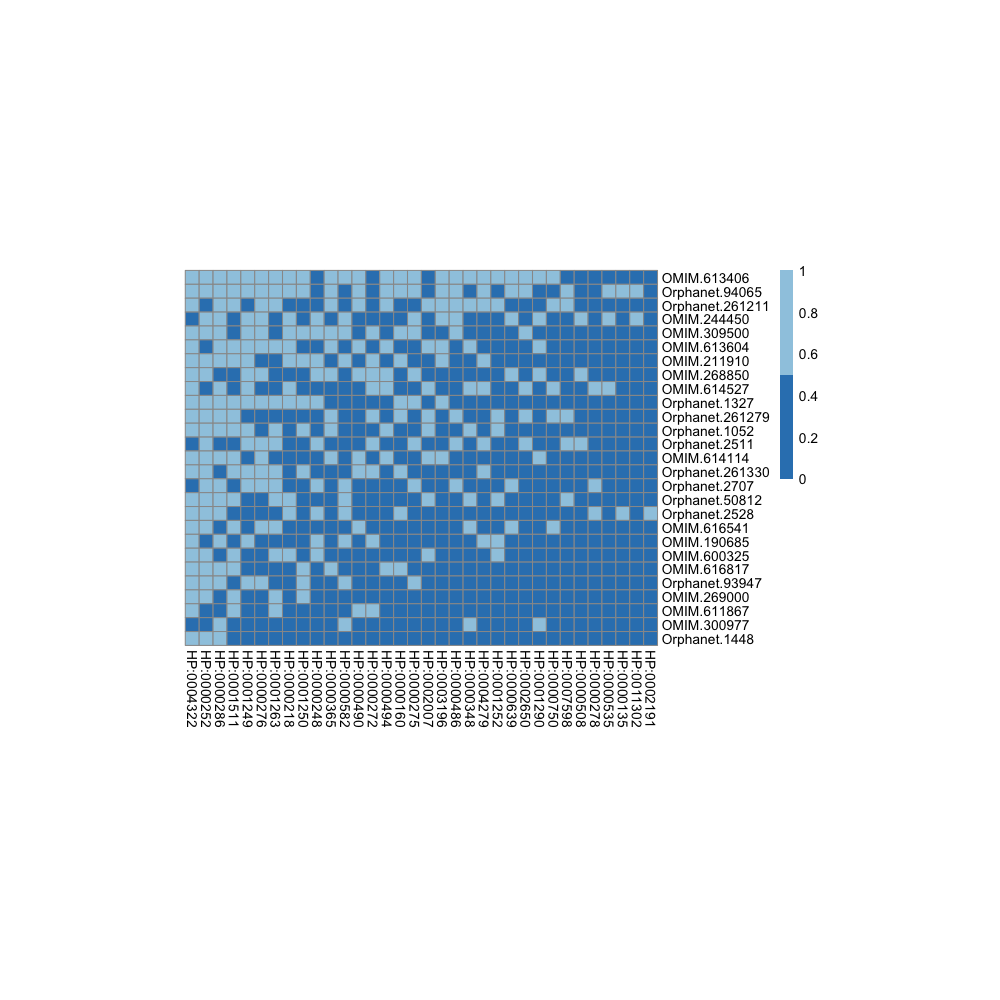 OMIM.613406
Orphanet.94065
Orphanet.261211
OMIM.244450
OMIM.309500
OMIM.613604
OMIM.211910
OMIM.268850
OMIM.614527
Orphanet.1327
Orphanet.261279
Orphanet.1052
Orphanet.2511
OMIM.614114
Orphanet.261330
Orphanet.2707
Orphanet.50812
Orphanet.2528
OMIM.616541
OMIM.190685
OMIM.600325
OMIM.616817
Orphanet.93947
OMIM.269000
OMIM.611867
OMIM.300977
Orphanet.1448
1
0.8
0.6
0.4
0.2
0
HP:0004322
HP:0000252
HP:0000286
HP:0001511
HP:0001249
HP:0000276
HP:0001263
HP:0000218
HP:0001250
HP:0000248
HP:0000365
HP:0000582
HP:0000490
HP:0000272
HP:0000494
HP:0000160
HP:0000275
HP:0002007
HP:0003196
HP:0000486
HP:0000348
HP:0004279
HP:0001252
HP:0000639
HP:0002650
HP:0001290
HP:0000750
HP:0007598
HP:0000508
HP:0000278
HP:0000535
HP:0000135
HP:0011302
HP:0002191